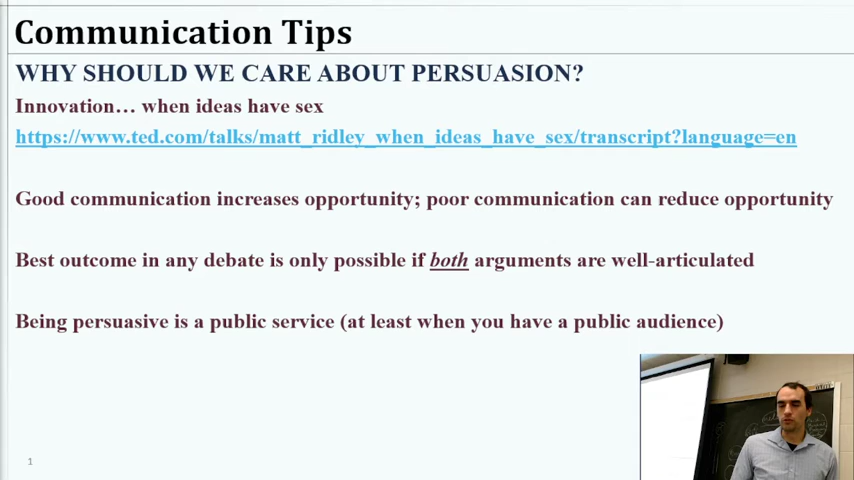 Communication Tips
WHY SHOULD WE CARE ABOUT PERSUASION?
Innovation… when ideas have sex
https://www.ted.com/talks/matt_ridley_when_ideas_have_sex/transcript?language=en
Good communication increases opportunity; poor communication can reduce opportunity
Best outcome in any debate is only possible if both arguments are well-articulated
Being persuasive is a public service (at least when you have a public audience)
1